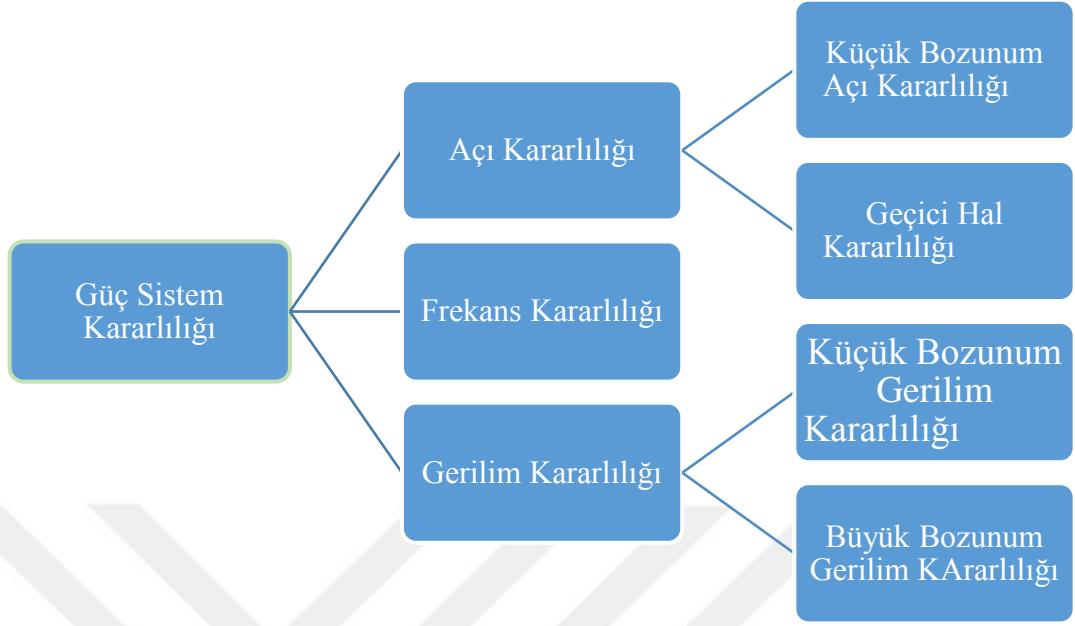 Güç Sistem
Kararlılığı
Açı Kararlılığı
Küçük Bozunum
Açı Kararlılığı
Geçici Hal
Kararlılığı
Frekans Kararlılığı
Gerilim Kararlılığı
Küçük Bozunum
Gerilim
Kararlılığı
Büyük Bozunum
Gerilim KArarlılığı